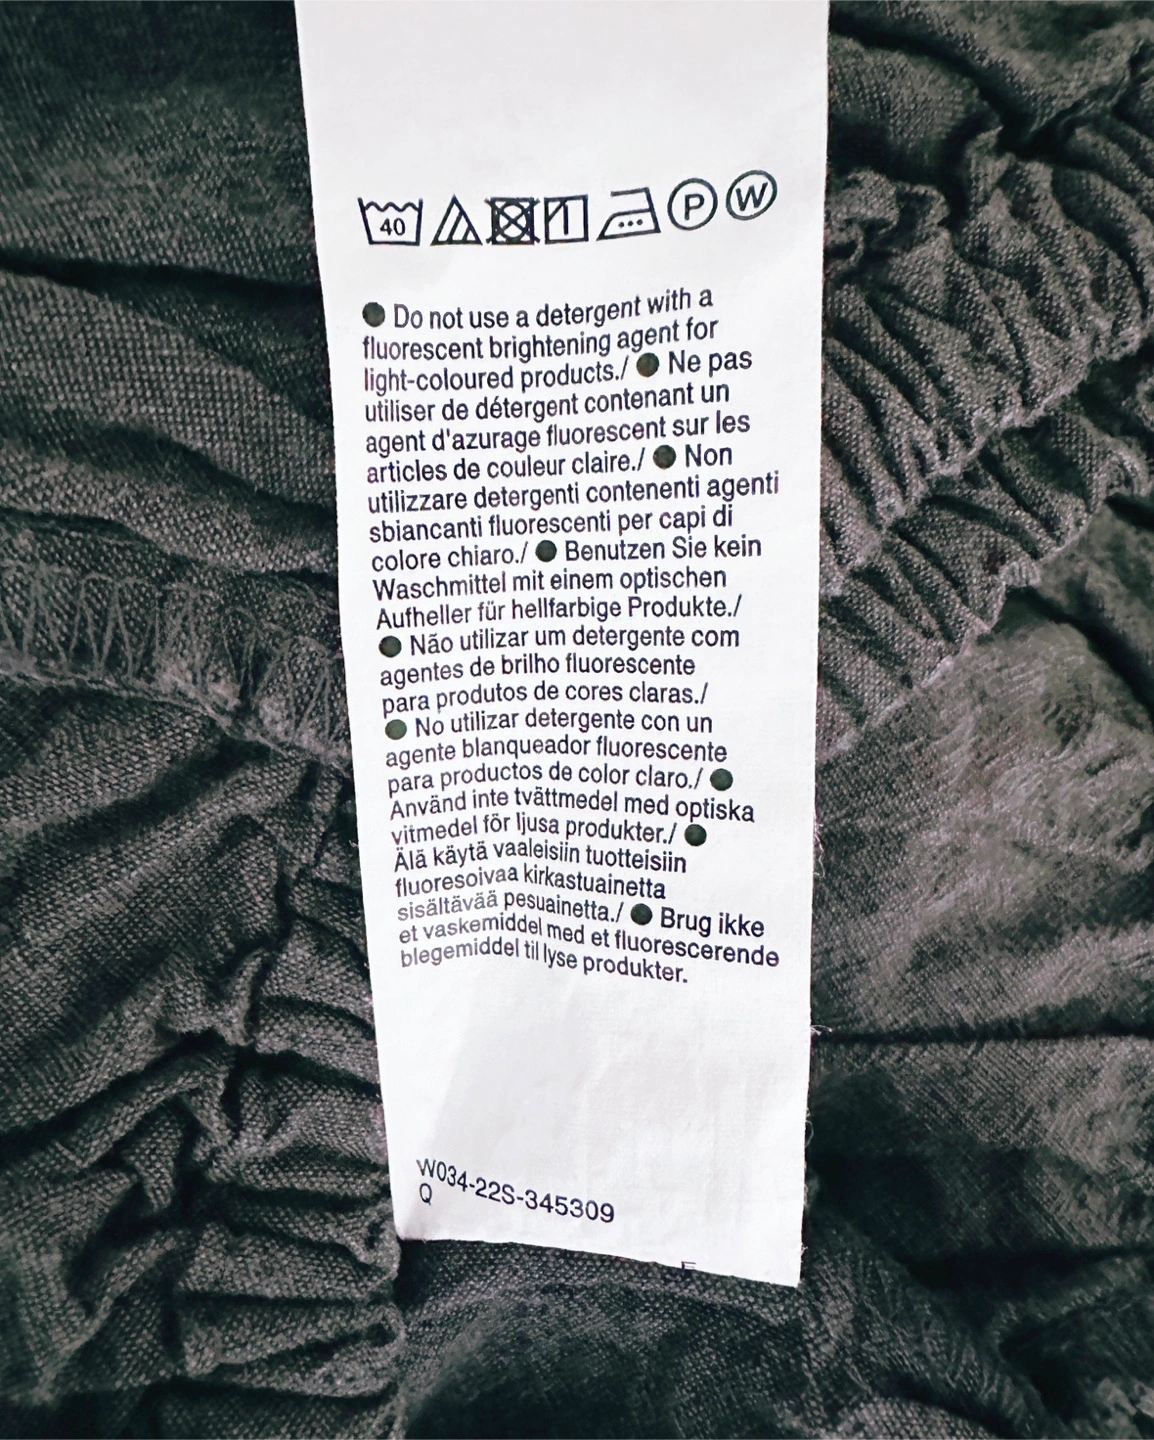 40 P W
● Do not use a detergent with a
fluorescent brightening agent for
light-coloured products./ ● Ne pas
utiliser de détergent contenant un
agent d'azurage fluorescent sur les
articles de couleur claire./ ● Non
utilizzare detergenti contenenti agenti
sbiancanti fluorescenti per capi di
colore chiaro./ ● Benutzen Sie kein
Waschmittel mit einem optischen
Aufheller für hellfarbige Produkte./
● Não utilizar um detergente com
agentes de brilho fluorescente
para produtos de cores claras./
● No utilizar detergente con un
agente blanqueador fluorescente
para productos de color claro./ ●
Använd inte tvättmedel med optiska
vitmedel för ljusa produkter./ ●
Älä käytä vaaleisiin tuotteisiin
fluoresoivaa kirkastuainetta
sisältävää pesuainetta./ ● Brug ikke
et vaskemiddel med et fluorescerende
blegemiddel til lyse produkter.
W034-22S-345309
Q